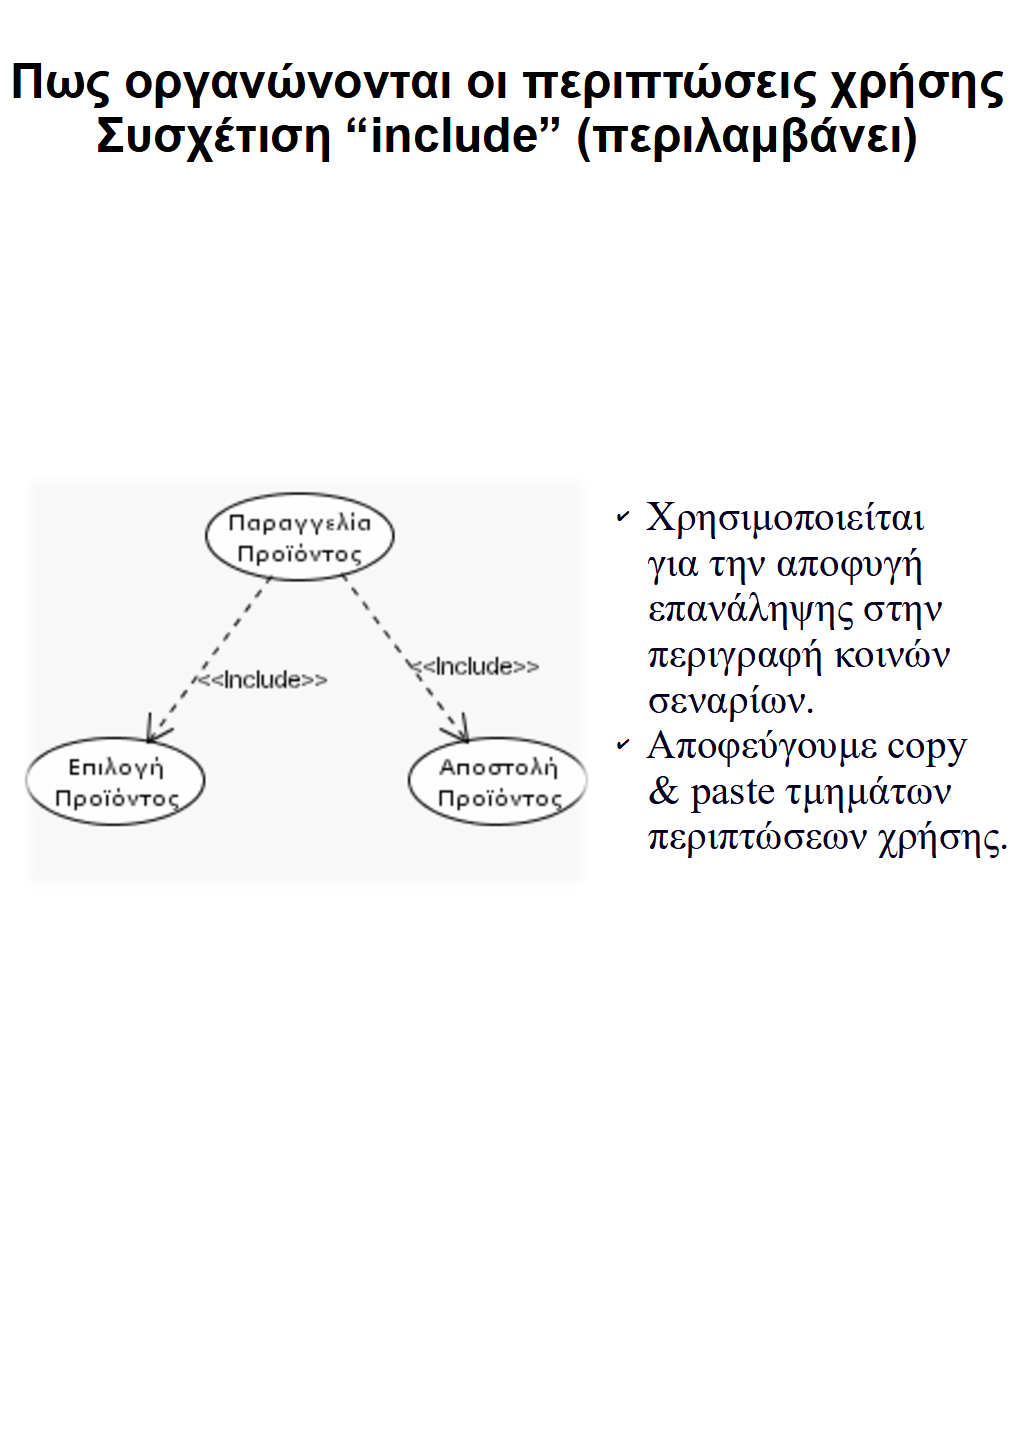 Πως οργανώνονται οι περιπτώσεις χρήσης
Συσχέτιση “include” (περιλαμβάνει)
Παραγγελία
Προϊόντος
<<Include>>
<<Include>>
Επιλογή
Προϊόντος
Αποστολή
Προϊόντος
✔ Χρησιμοποιείται
για την αποφυγή
επανάληψης στην
περιγραφή κοινών
σεναρίων.
✔ Αποφεύγουμε copy
& paste τμημάτων
περιπτώσεων χρήσης.